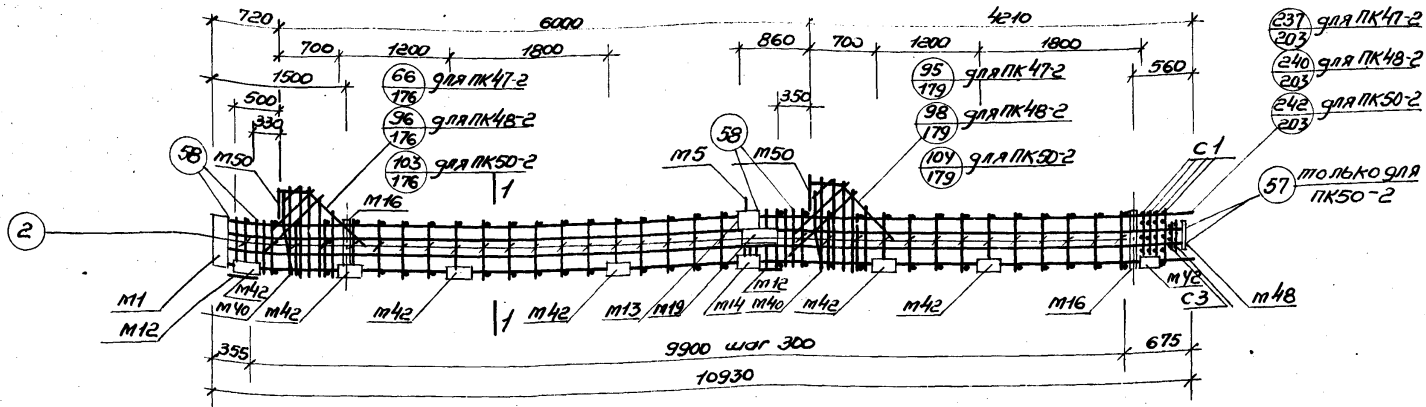 720
6000
4210
700
1200
1800
860
700
1200
1800
1500
560
500
330
350
66
176
для ПК47-2
96
176
для ПК48-2
103
176
для ПК50-2
95
179
для ПК47-2
98
179
для ПК48-2
104
179
для ПК50-2
237
203
для ПК47-2
240
203
для ПК48-2
242
203
для ПК50-2
58
м50
м16
1
м5
58
м50
С1
57
только для
ПК50-2
2
м1
м12
м42
м40
м42
м42
1
м42
м13
м19
м14
м12
м40
м42
м42
м16
м42
С3
м48
355
9900 шаг 300
675
10930